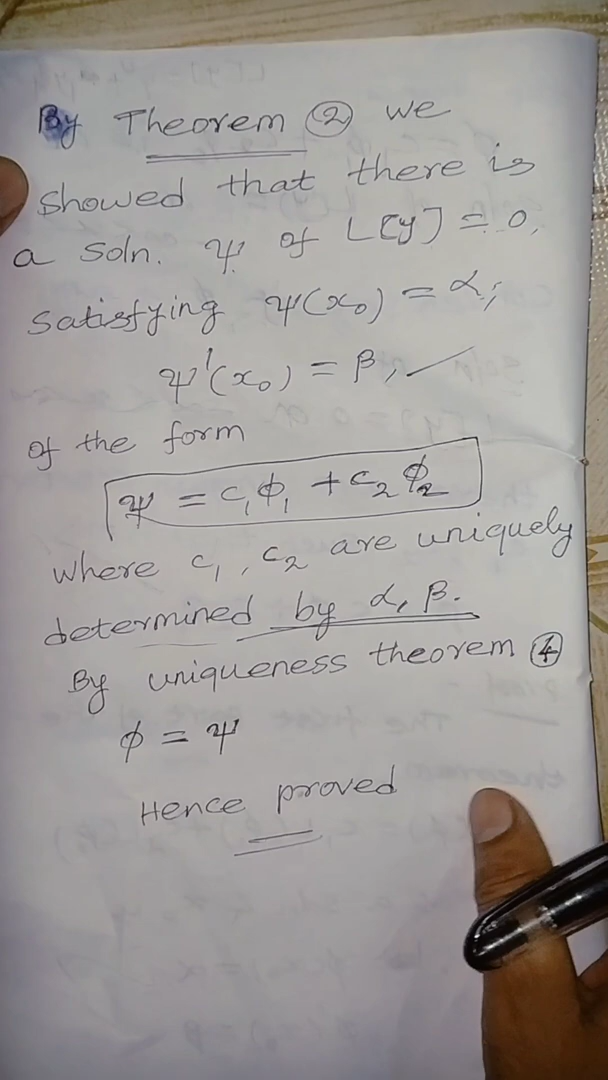 By Theorem ② we
showed that there is
a soln. ψ of L[y] = 0,
satisfying ψ(x₀) = α,
ψ'(x₀) = β,
of the form
ψ = c₁ϕ₁ + c₂ϕ₂
where c₁, c₂ are uniquely
determined by α, β.
By uniqueness theorem ④
ϕ = ψ
Hence proved